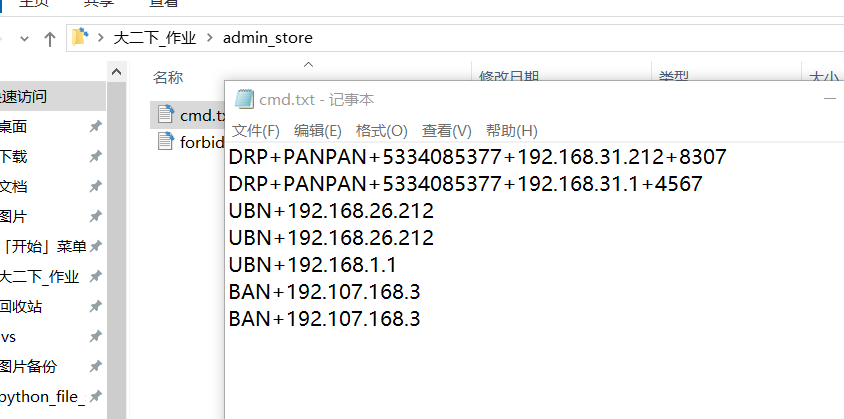 主页 共享 查看
大二下_作业 admin_store
名称 修改日期 类型 大小
速访问
桌面
下载
文档
图片
「开始」菜单
大二下_作业
回收站
vs
图片备份
python_file_
cmd.tx
forbid
cmd.txt - 记事本
文件(F) 编辑(E) 格式(O) 查看(V) 帮助(H)
DRP+PANPAN+5334085377+192.168.31.212+8307
DRP+PANPAN+5334085377+192.168.31.1+4567
UBN+192.168.26.212
UBN+192.168.26.212
UBN+192.168.1.1
BAN+192.107.168.3
BAN+192.107.168.3